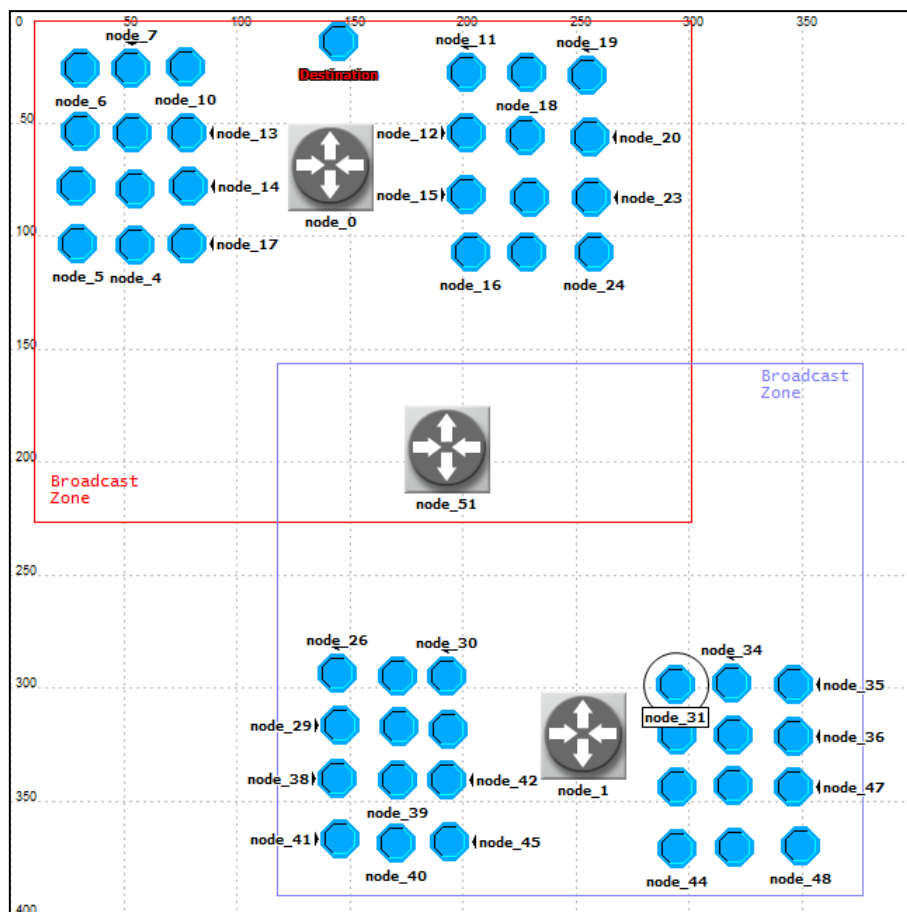 0 50 100 150 200 250 300 350
node_7
node_11
node_19
Destination
node_6
node_10
node_18
50
node_13
node_12
node_20
node_14
node_15
node_23
node_0
100
node_17
node_5
node_4
node_16
node_24
150
Broadcast
Zone
200
Broadcast
Zone
node_51
250
node_26
node_30
node_34
300
node_35
node_29
node_31
node_36
350
node_38
node_42
node_1
node_47
node_39
node_41
node_45
node_40
node_44
node_48
400